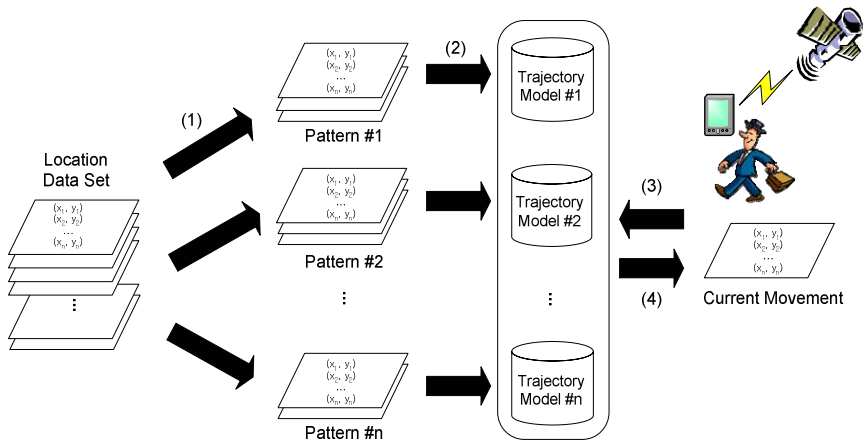 Location
Data Set
(x₁, y₁)
(x₂, y₂)
...
(xₙ, yₙ)
⋮
(1)
(x₁, y₁)
(x₂, y₂)
...
(xₙ, yₙ)
Pattern #1
(x₁, y₁)
(x₂, y₂)
...
(xₙ, yₙ)
Pattern #2
⋮
(x₁, y₁)
(x₂, y₂)
...
(xₙ, yₙ)
Pattern #n
(2)
Trajectory
Model #1
Trajectory
Model #2
⋮
Trajectory
Model #n
(3)
(4)
(x₁, y₁)
(x₂, y₂)
...
(xₙ, yₙ)
Current Movement